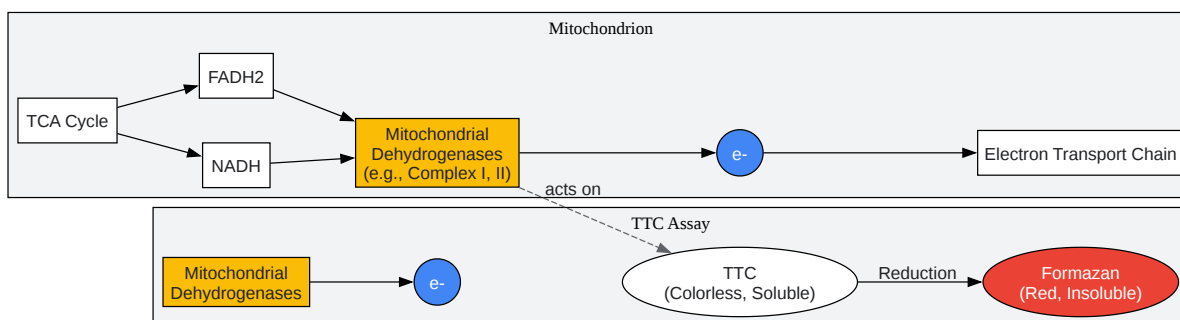 Mitochondrion
FADH2
TCA Cycle
NADH
Mitochondrial
Dehydrogenases
(e.g., Complex I, II)
e-
Electron Transport Chain
acts on
TTC Assay
Mitochondrial
Dehydrogenases
e-
TTC
(Colorless, Soluble)
Reduction
Formazan
(Red, Insoluble)